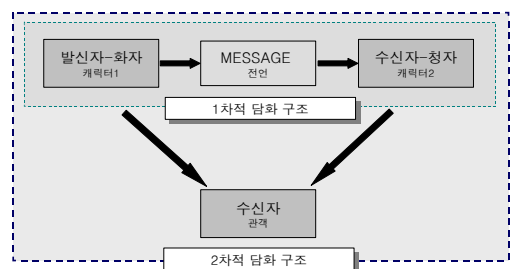 발신자-화자
캐릭터1
MESSAGE
전언
수신자-청자
캐릭터2
1차적 담화 구조
수신자
관객
2차적 담화 구조